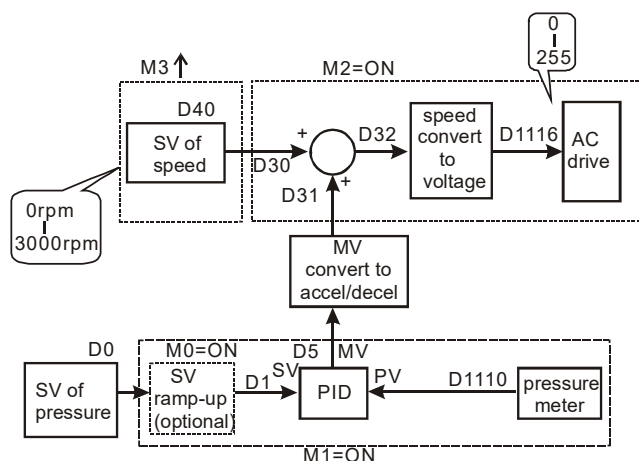 0
255
M3
M2=ON
D40
SV of
speed
D30
+
+
D31
D32
speed
convert
to
voltage
D1116
AC
drive
0rpm
3000rpm
MV
convert to
accel/decel
D0
SV of
pressure
M0=ON
SV
ramp-up
(optional)
D1
D5
MV
SV
PID
PV
D1110
pressure
meter
M1=ON